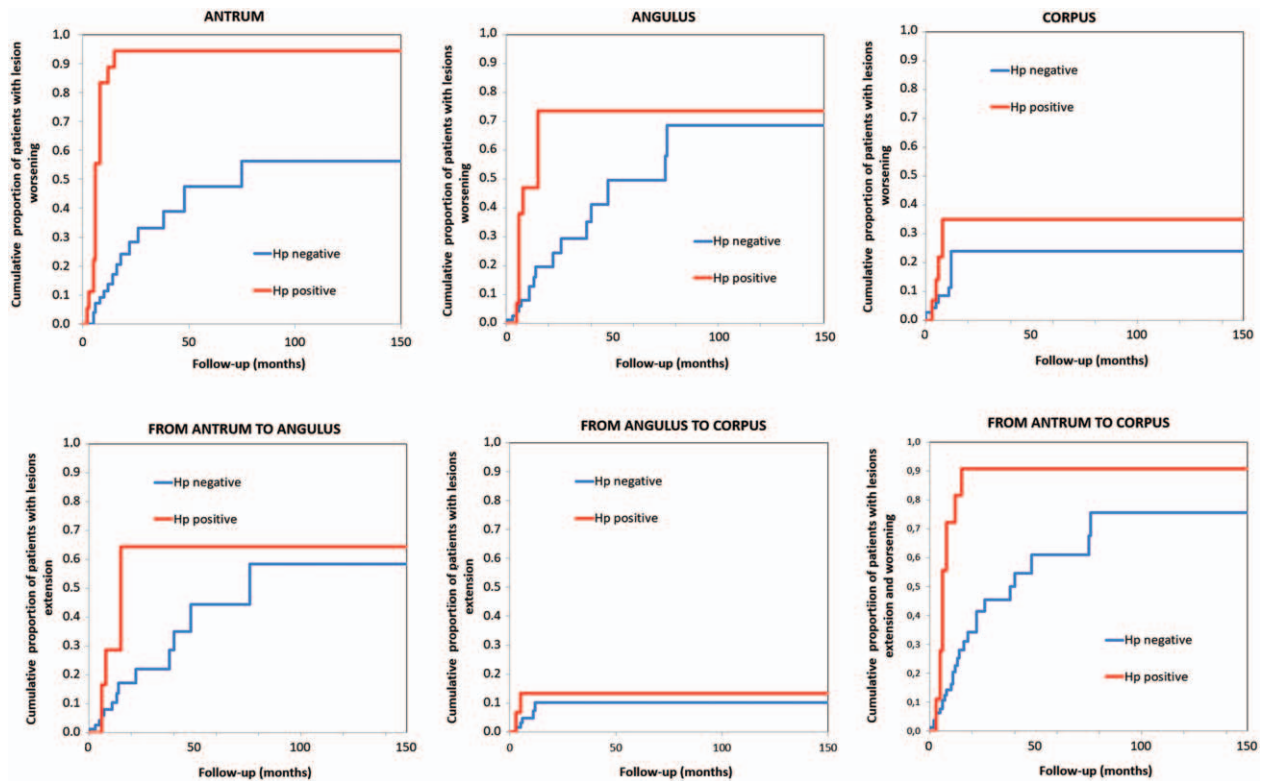 ANTRUM
Cumulative proportion of patients with lesions
worsening
1.0
0.9
0.8
0.7
0.6
0.5
0.4
0.3
0.2
0.1
0.0
Hp negative
Hp positive
0 50 100 150
Follow-up (months)
ANGULUS
Cumulative proportion of patients with lesions
worsening
1.0
0.9
0.8
0.7
0.6
0.5
0.4
0.3
0.2
0.1
0.0
Hp negative
Hp positive
0 50 100 150
Follow-up (months)
CORPUS
Cumulative proportion of patients with lesions
worsening
1,0
0.9
0.8
0.7
0.6
0.5
0.4
0.3
0.2
0.1
0.0
Hp negative
Hp positive
0 50 100 150
Follow-up (months)
FROM ANTRUM TO ANGULUS
Cumulative proportion of patients with lesions
extension
1.0
0.9
0.8
0.7
0.6
0.5
0.4
0.3
0.2
0.1
0.0
Hp negative
Hp positive
0 50 100 150
Follow-up (months)
FROM ANGULUS TO CORPUS
Cumulative proportion of patients with lesions
extension
1.0
0.9
0.8
0.7
0.6
0.5
0.4
0.3
0.2
0.1
0.0
Hp negative
Hp positive
0 50 100 150
Follow-up (months)
FROM ANTRUM TO CORPUS
Cumulative proportiion of patients with lesions
extension and worsening
1,0
0,9
0,8
0,7
0,6
0,5
0,4
0,3
0,2
0,1
0,0
Hp negative
Hp positive
0 50 100 150
Follow-up (months)